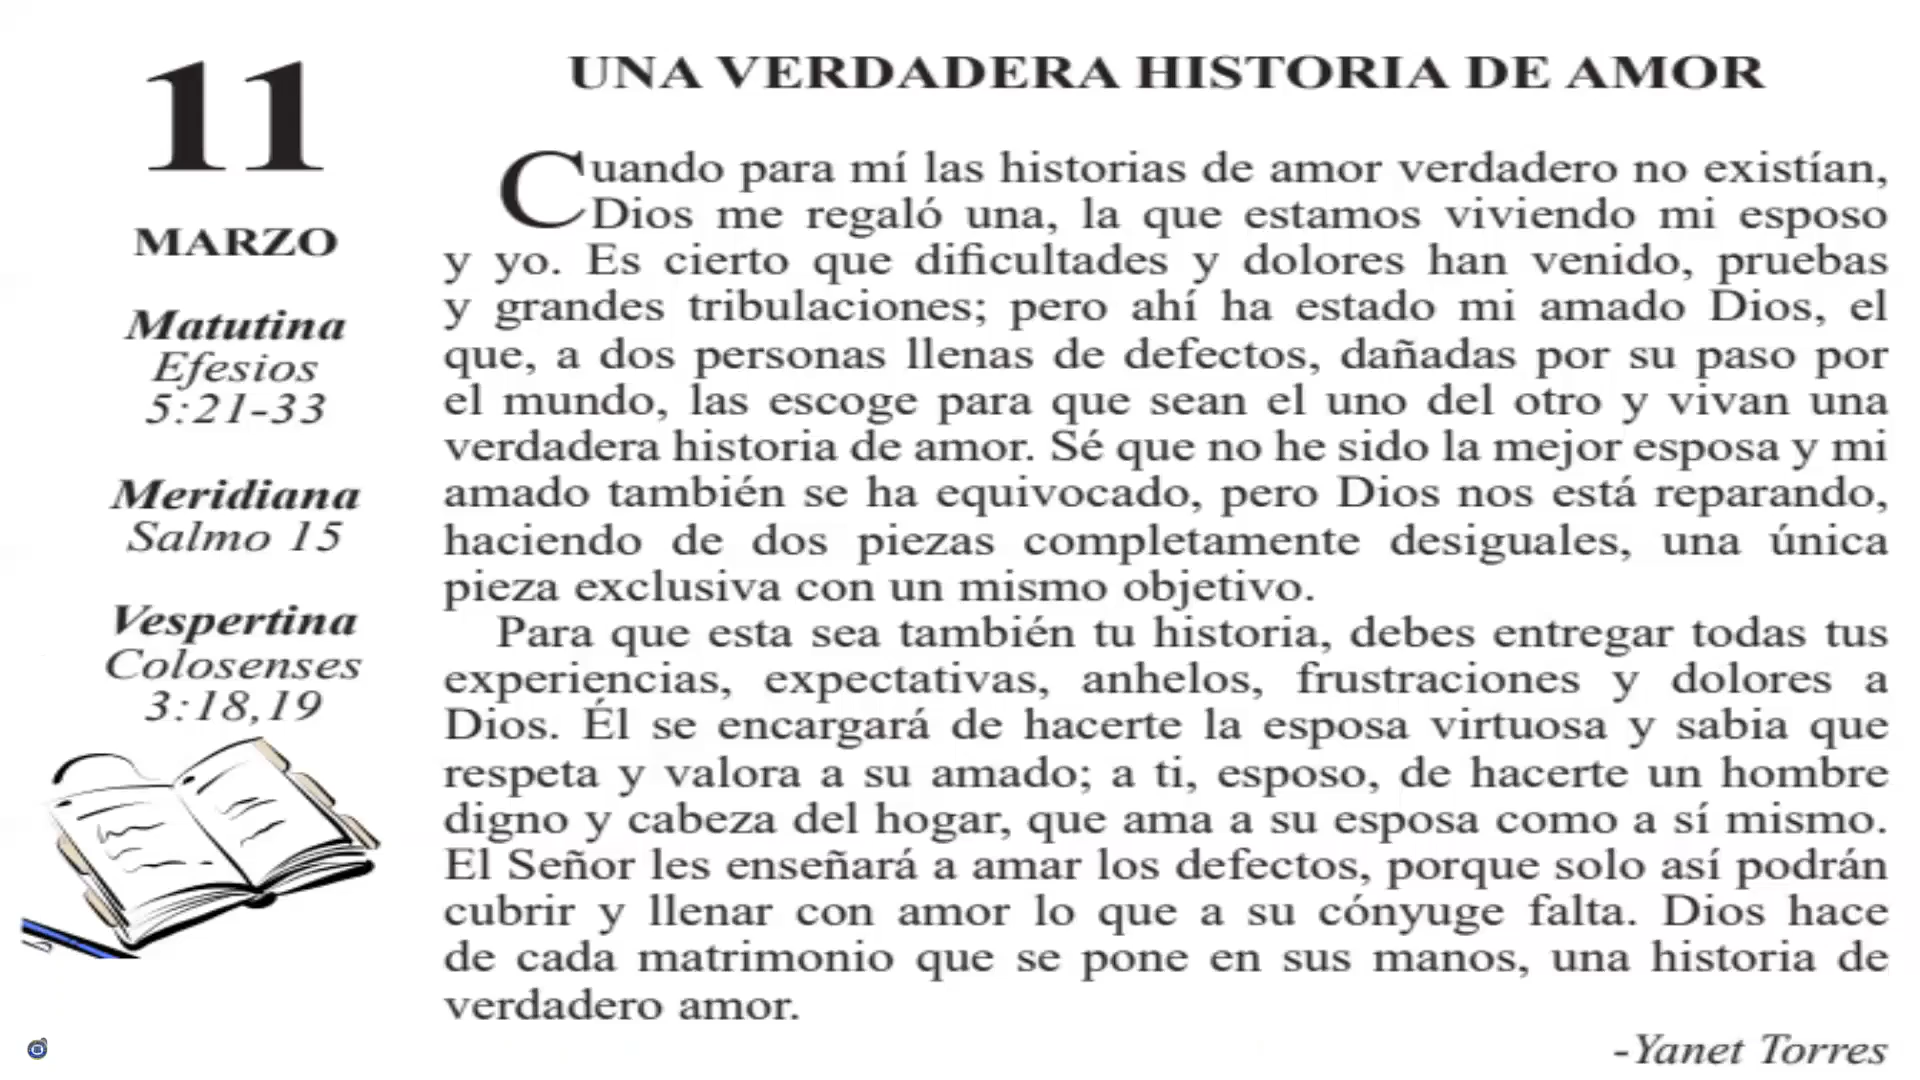 11
MARZO
Matutina
Efesios
5:21-33
Meridiana
Salmo 15
Vespertina
Colosenses
3:18,19
UNA VERDADERA HISTORIA DE AMOR
Cuando para mí las historias de amor verdadero no existían,
Dios me regaló una, la que estamos viviendo mi esposo
y yo. Es cierto que dificultades y dolores han venido, pruebas
y grandes tribulaciones; pero ahí ha estado mi amado Dios, el
que, a dos personas llenas de defectos, dañadas por su paso por
el mundo, las escoge para que sean el uno del otro y vivan una
verdadera historia de amor. Sé que no he sido la mejor esposa y mi
amado también se ha equivocado, pero Dios nos está reparando,
haciendo de dos piezas completamente desiguales, una única
pieza exclusiva con un mismo objetivo.
Para que esta sea también tu historia, debes entregar todas tus
experiencias, expectativas, anhelos, frustraciones y dolores a
Dios. Él se encargará de hacerte la esposa virtuosa y sabia que
respeta y valora a su amado; a ti, esposo, de hacerte un hombre
digno y cabeza del hogar, que ama a su esposa como a sí mismo.
El Señor les enseñará a amar los defectos, porque solo así podrán
cubrir y llenar con amor lo que a su cónyuge falta. Dios hace
de cada matrimonio que se pone en sus manos, una historia de
verdadero amor.
-Yanet Torres